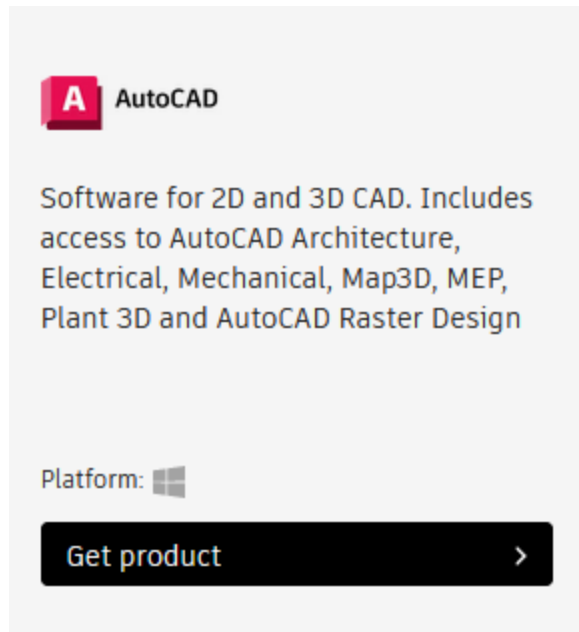 A AutoCAD
Software for 2D and 3D CAD. Includes
access to AutoCAD Architecture,
Electrical, Mechanical, Map3D, MEP,
Plant 3D and AutoCAD Raster Design
Platform:
Get product